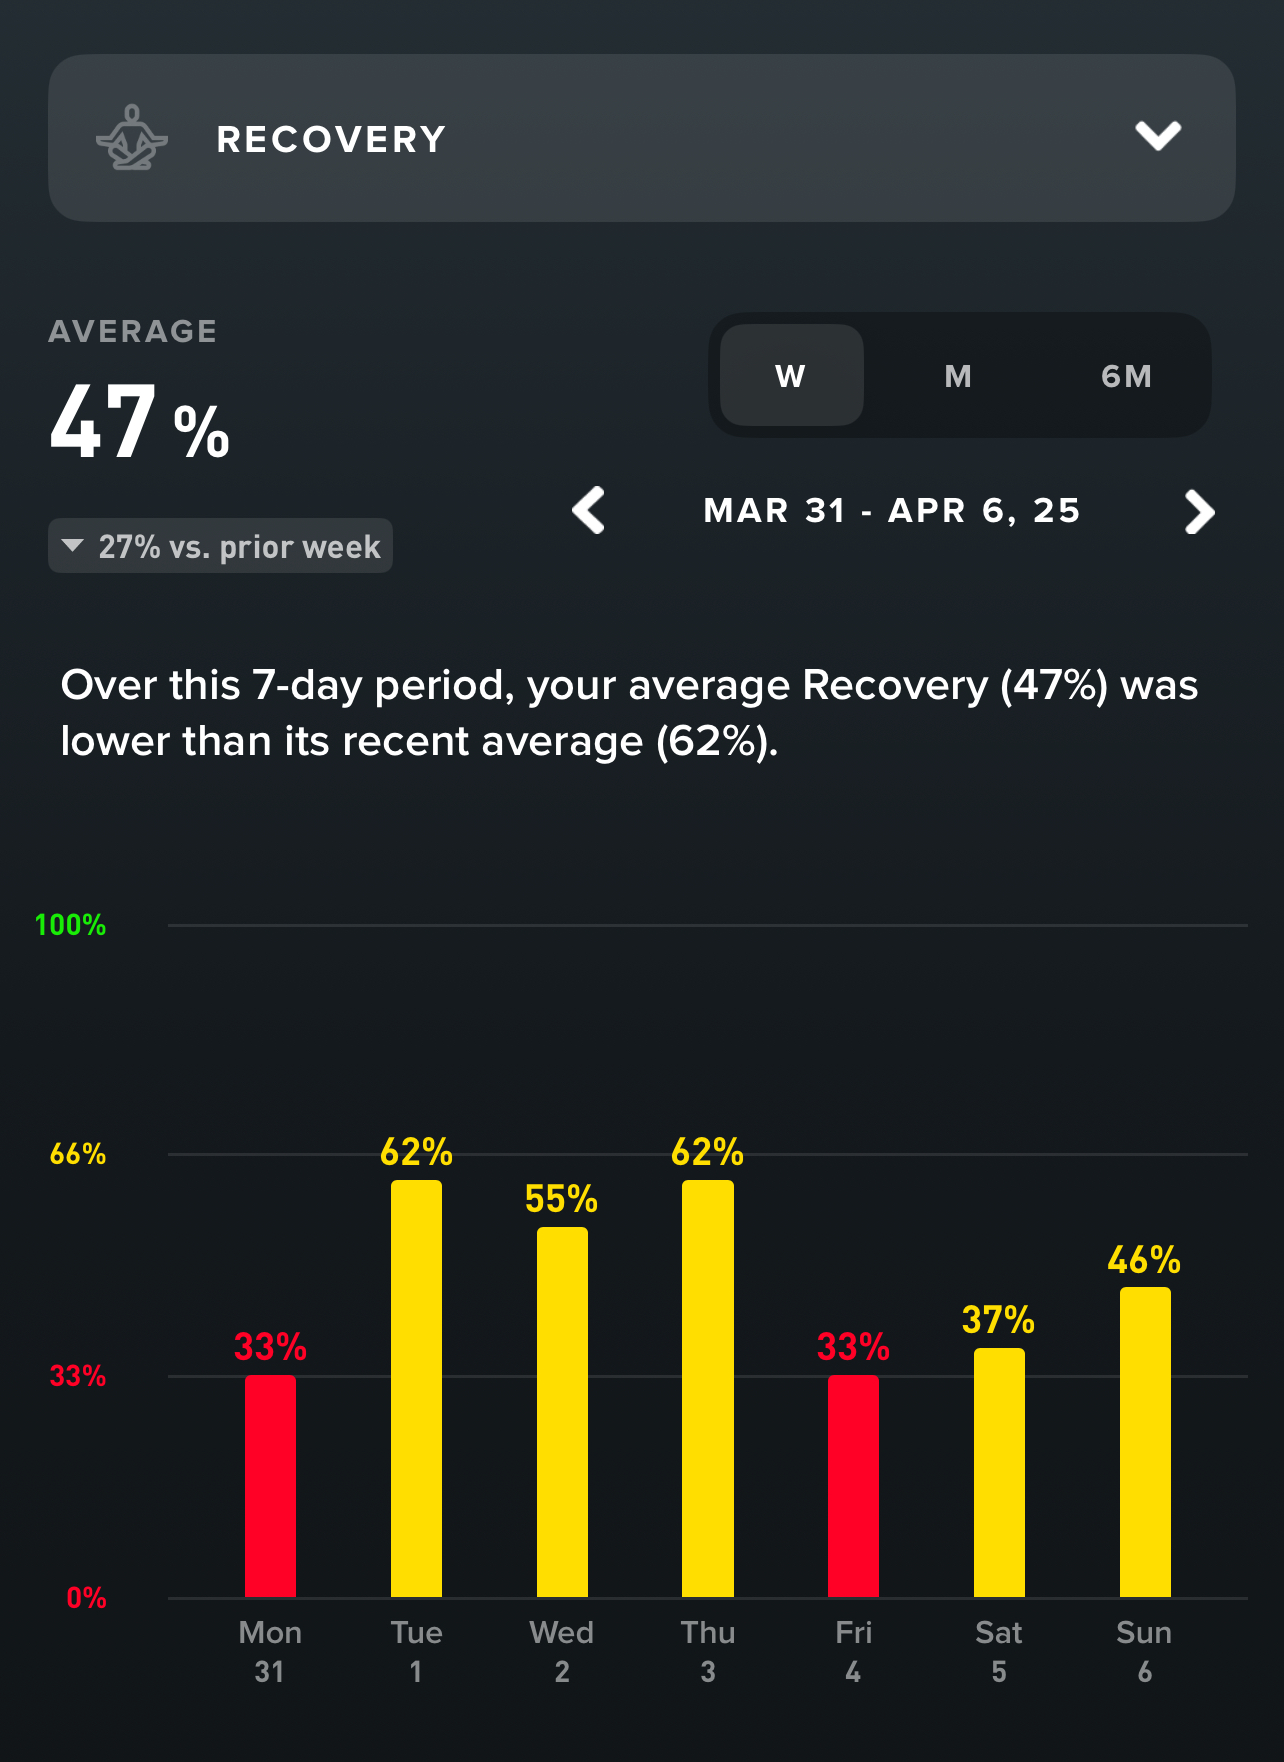 RECOVERY
AVERAGE
47 %
27% vs. prior week
W M 6M
MAR 31 - APR 6, 25
Over this 7-day period, your average Recovery (47%) was
lower than its recent average (62%).
100%
66%
33%
0%
33%
62%
55%
62%
33%
37%
46%
Mon Tue Wed Thu Fri Sat Sun
31 1 2 3 4 5 6